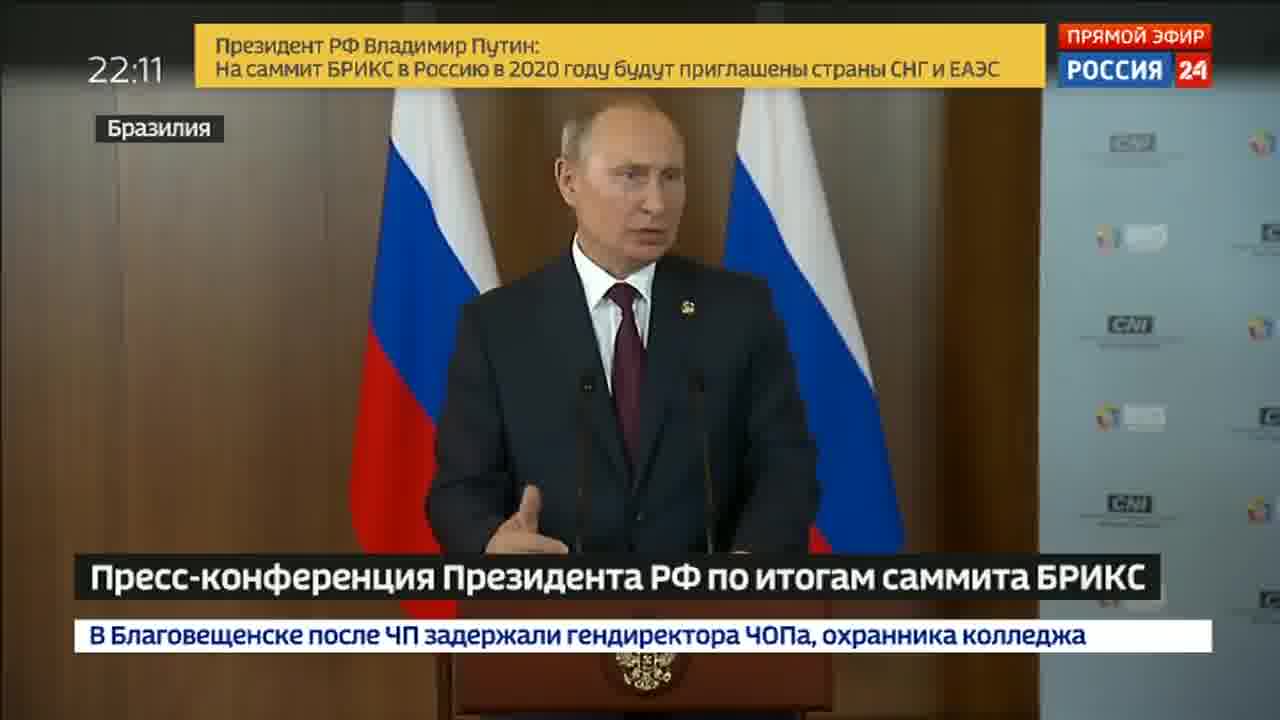 22:11
Президент РФ Владимир Путин:
На саммит БРИКС в Россию в 2020 году будут приглашены страны СНГ и ЕАЭС
ПРЯМОЙ ЭФИР
РОССИЯ 24
Бразилия
CNI
CNI
CNI
Пресс-конференция Президента РФ по итогам саммита БРИКС
В Благовещенске после ЧП задержали гендиректора ЧОПа, охранника колледжа